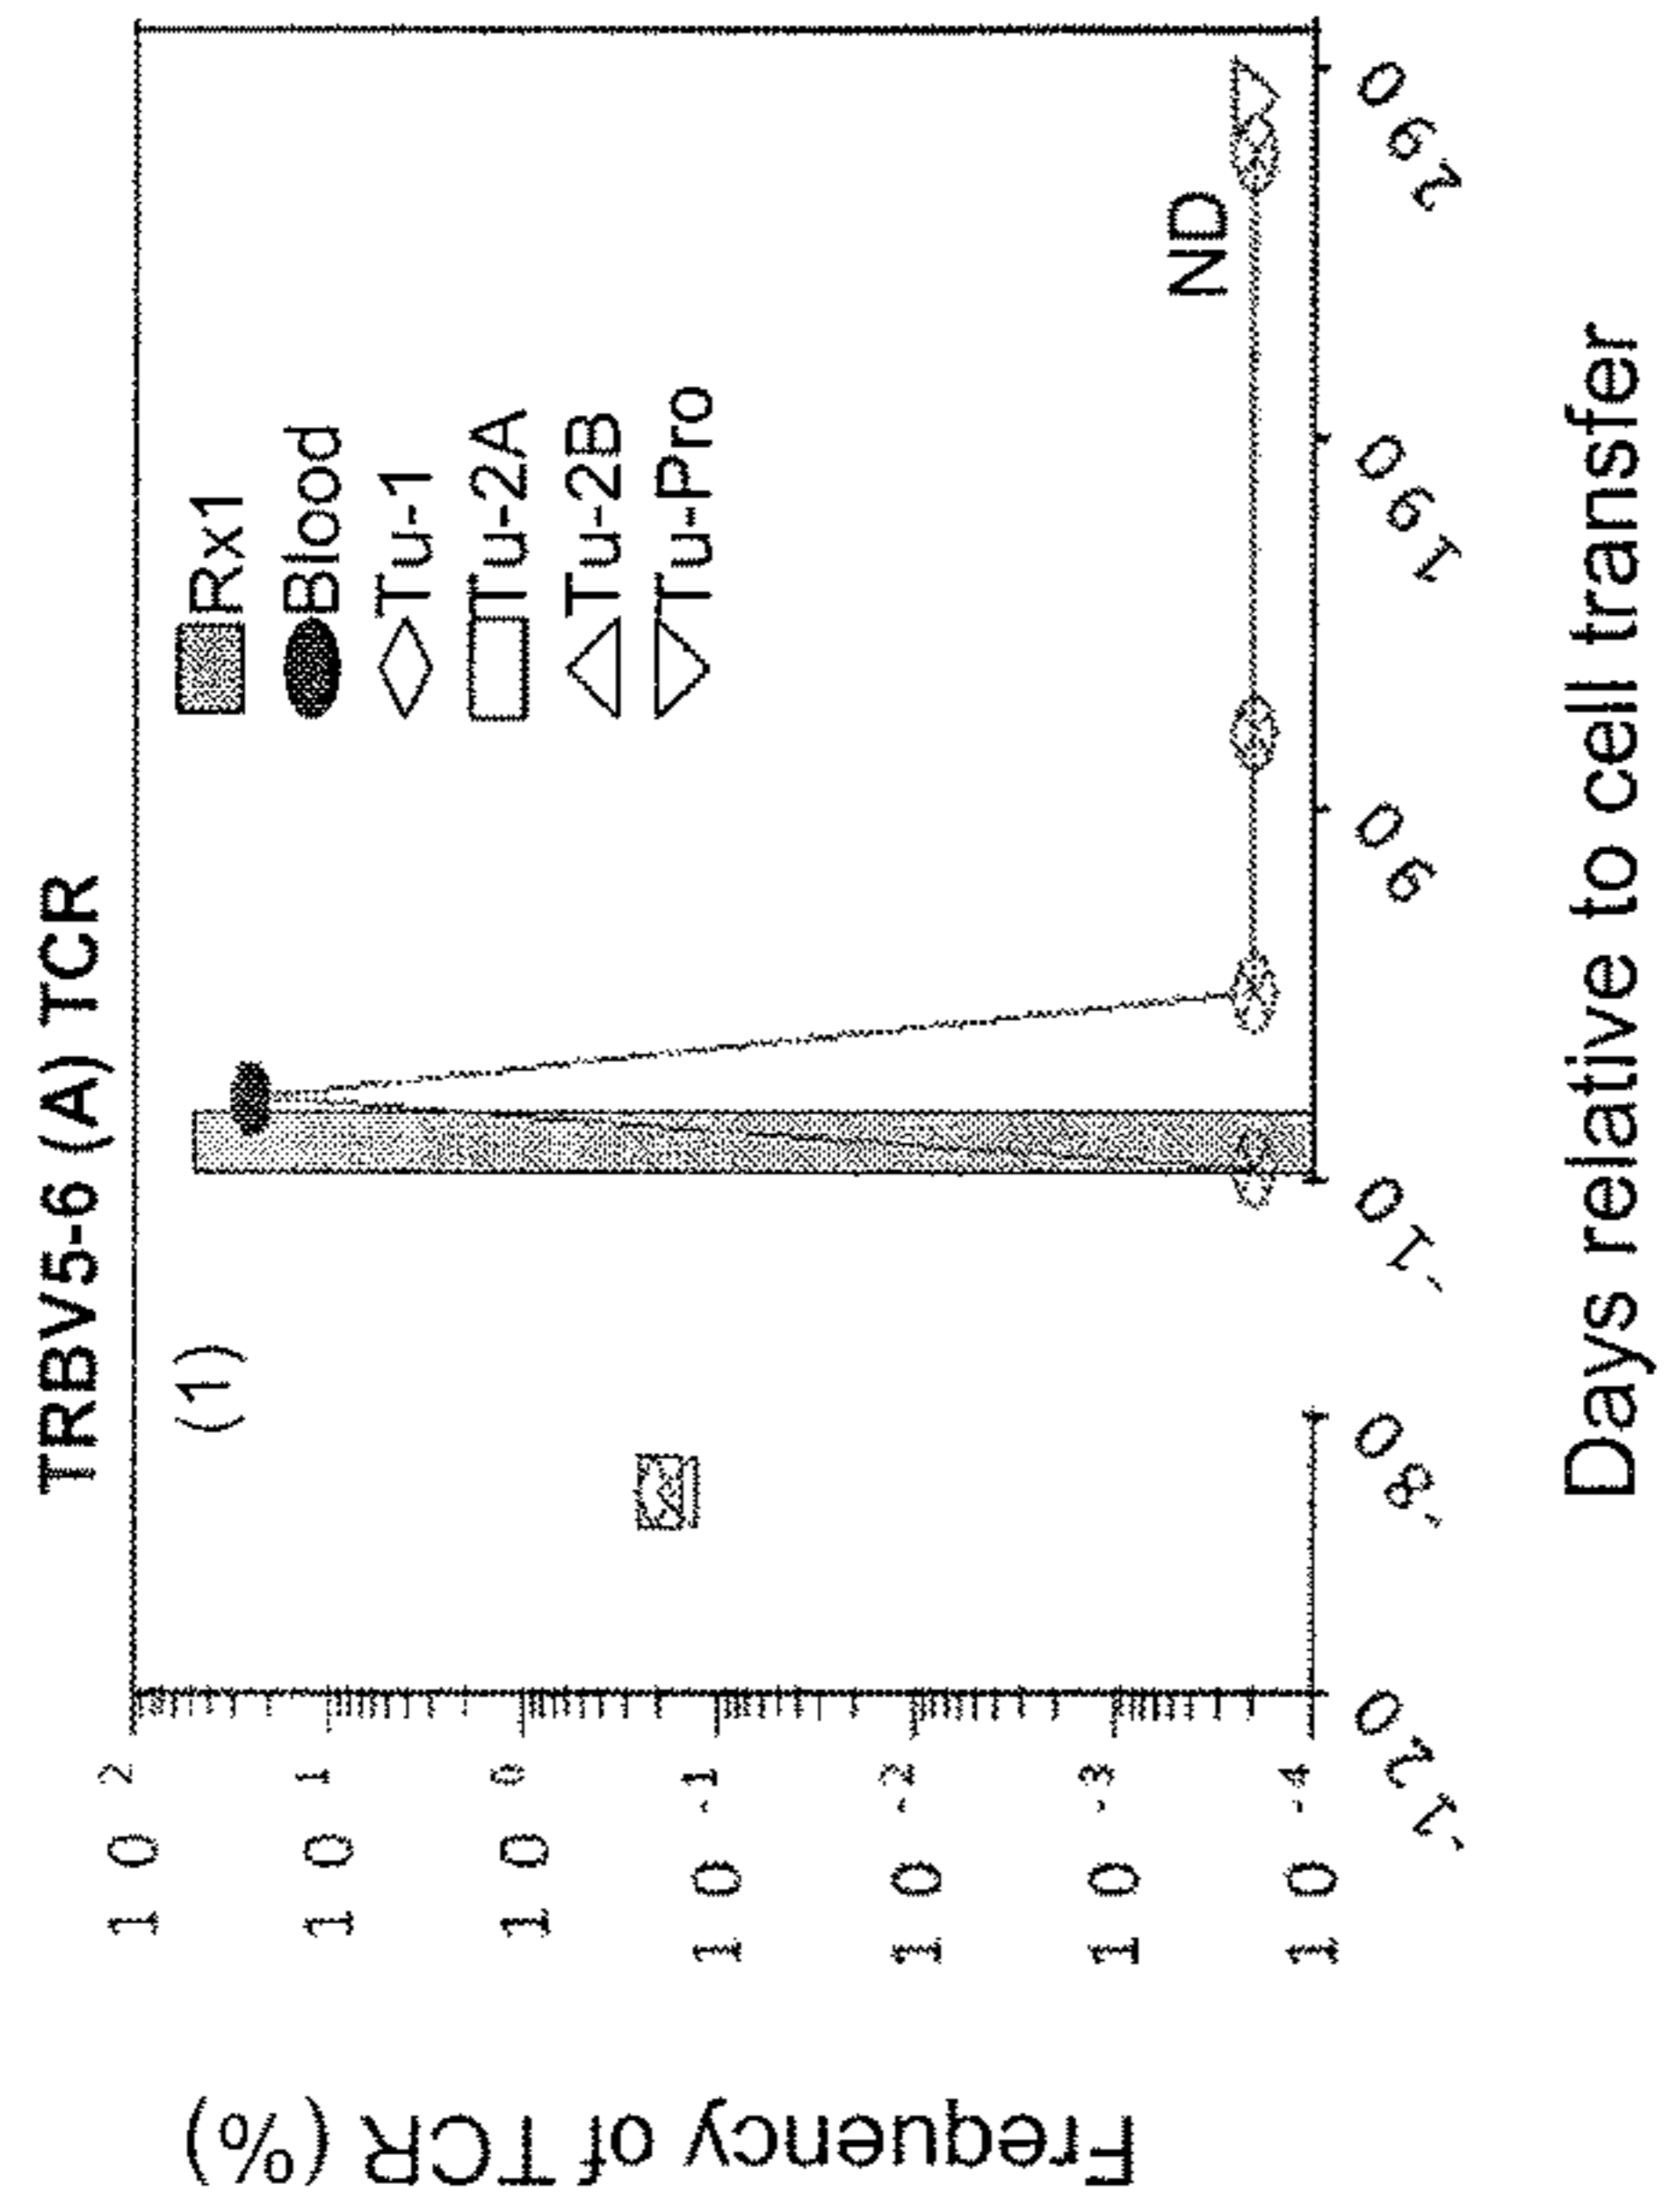 TRBV5-6 (A) TCR
(1)
Rx1
Blood
Tu-1
Tu-2A
Tu-2B
Tu-Pro
ND
Frequency of TCR (%)
10 2
10 1
10 0
10 -1
10 -2
10 -3
10 -4
-120
-80
-10
90
190
290
Days relative to cell transfer